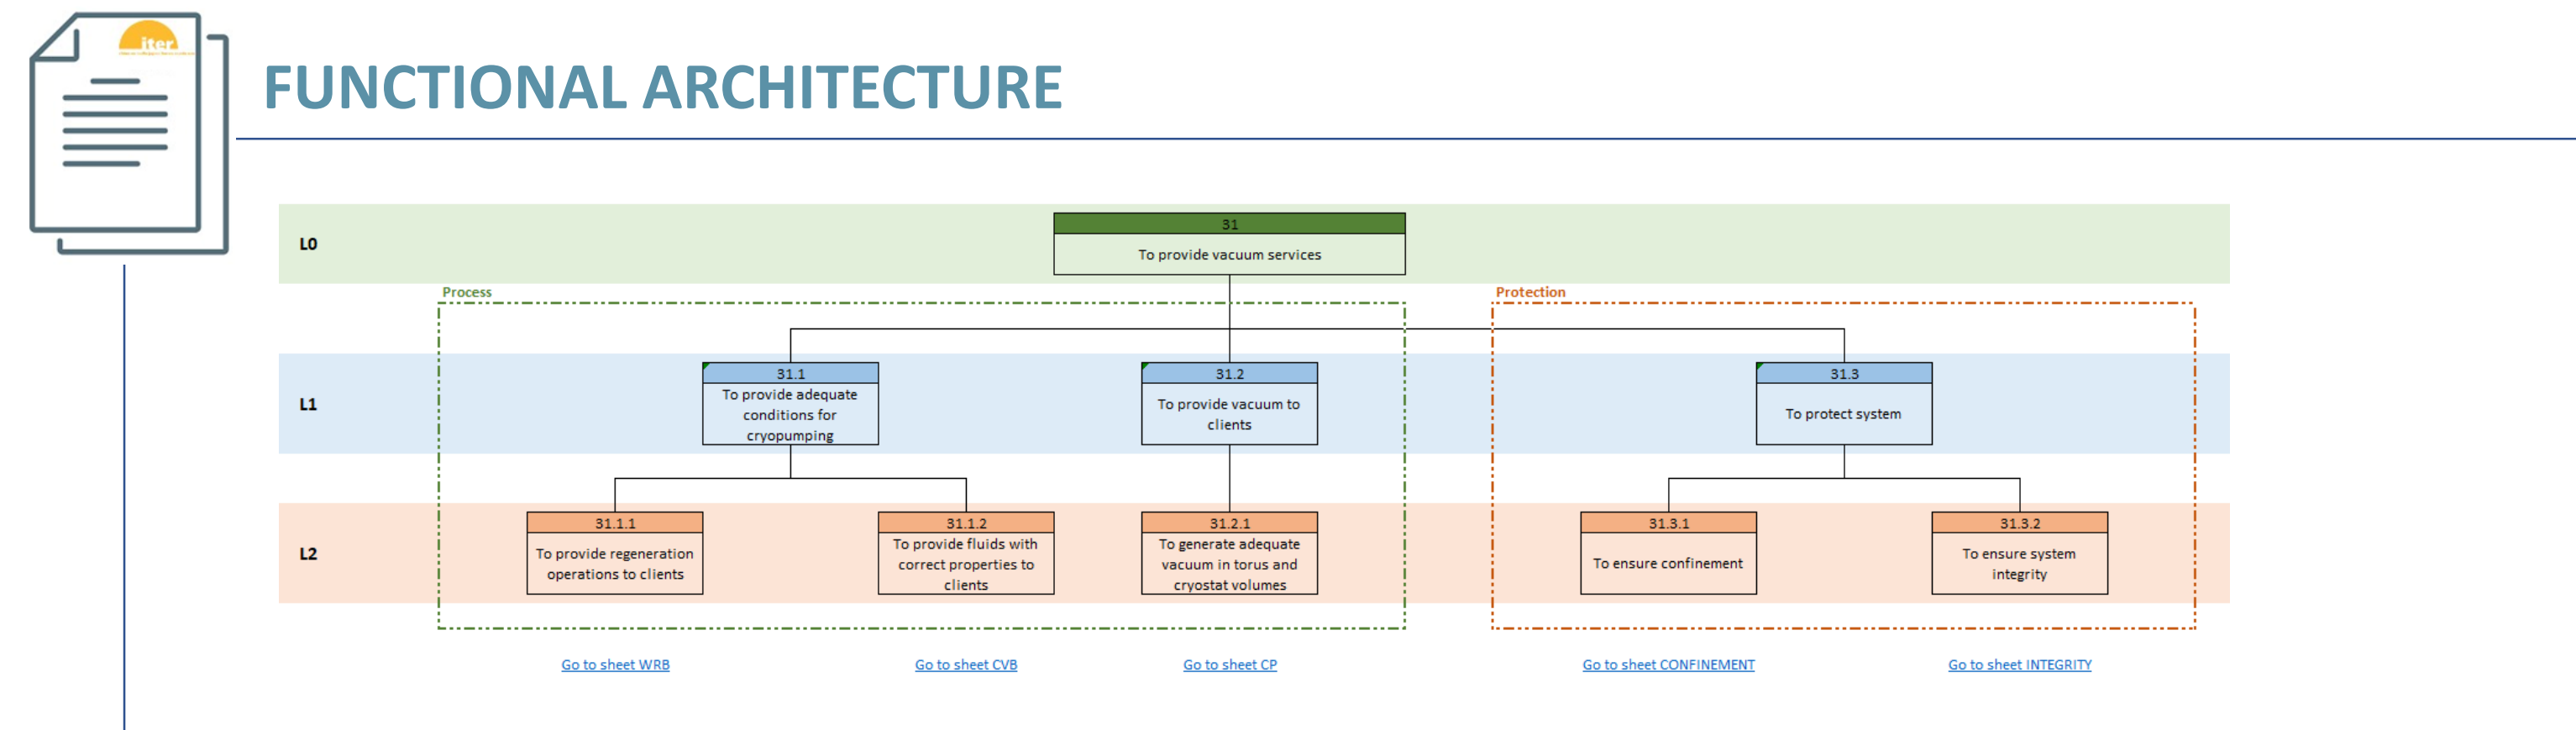 iter
FUNCTIONAL ARCHITECTURE
L0
31
To provide vacuum services
Process
Protection
L1
31.1
To provide adequate
conditions for
cryopumping
31.2
To provide vacuum to
clients
31.3
To protect system
L2
31.1.1
To provide regeneration
operations to clients
31.1.2
To provide fluids with
correct properties to
clients
31.2.1
To generate adequate
vacuum in torus and
cryostat volumes
31.3.1
To ensure confinement
31.3.2
To ensure system
integrity
Go to sheet WRB
Go to sheet CVB
Go to sheet CP
Go to sheet CONFINEMENT
Go to sheet INTEGRITY